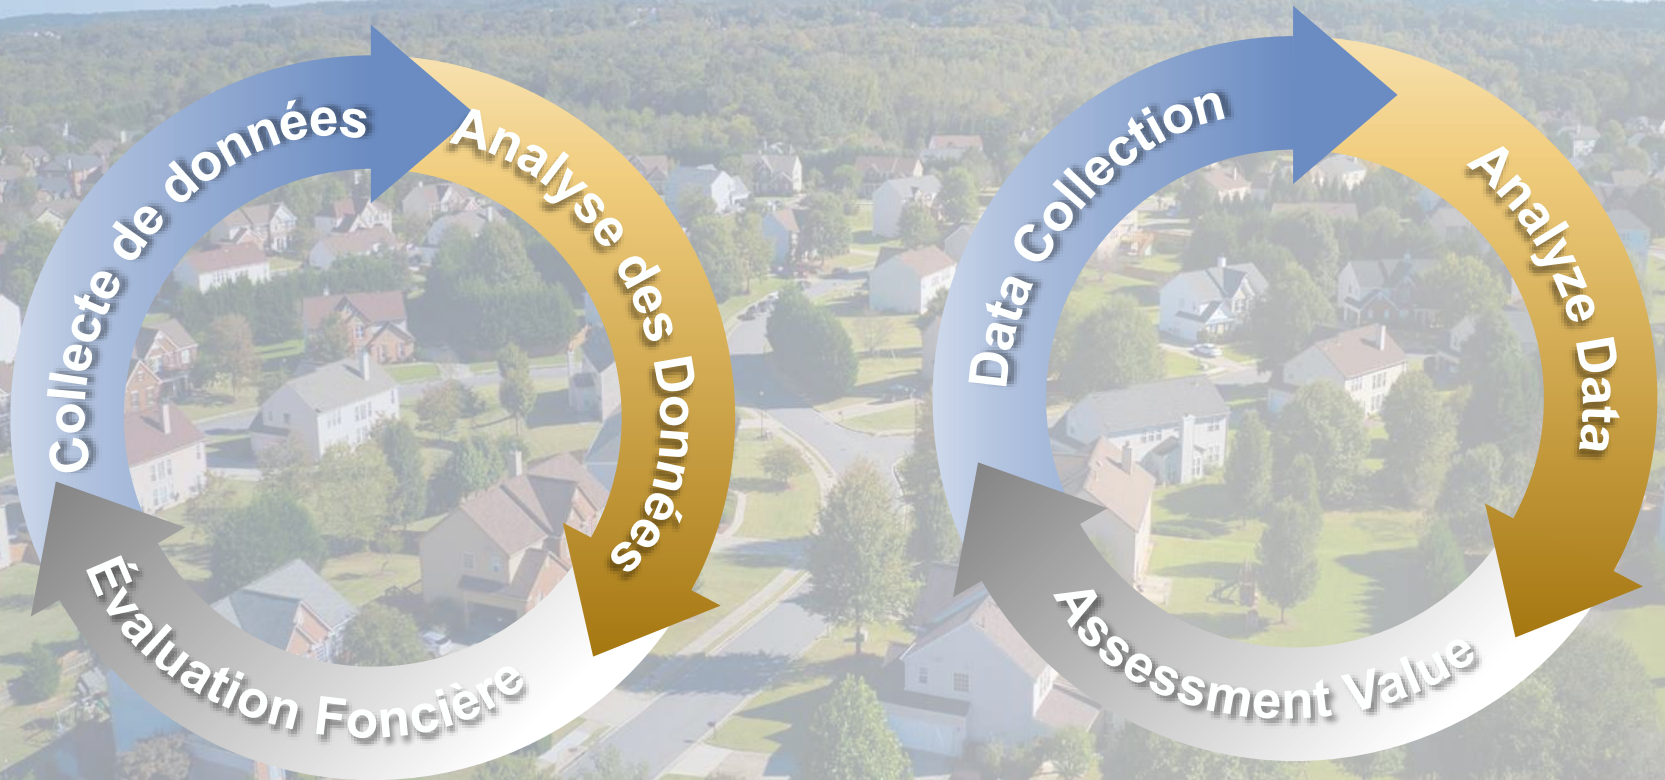 Collecte de données
Analyse des Données
Évaluation Foncière
Data Collection
Analyze Data
Assessment Value